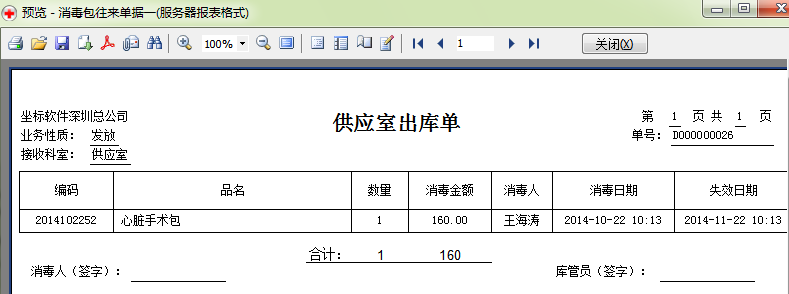 预览 - 消毒包往来单据一(服务器报表格式)
100% 1 关闭(X)
坐标软件深圳总公司
供应室出库单
第 1 页 共 1 页
业务性质： 发放
单号： D000000026
接收科室： 供应室
编码 品名 数量 消毒金额 消毒人 消毒日期 失效日期
2014102252 心脏手术包 1 160.00 王海涛 2014-10-22 10:13 2014-11-22 10:13
合计： 1 160
消毒人（签字）： 库管员（签字）：